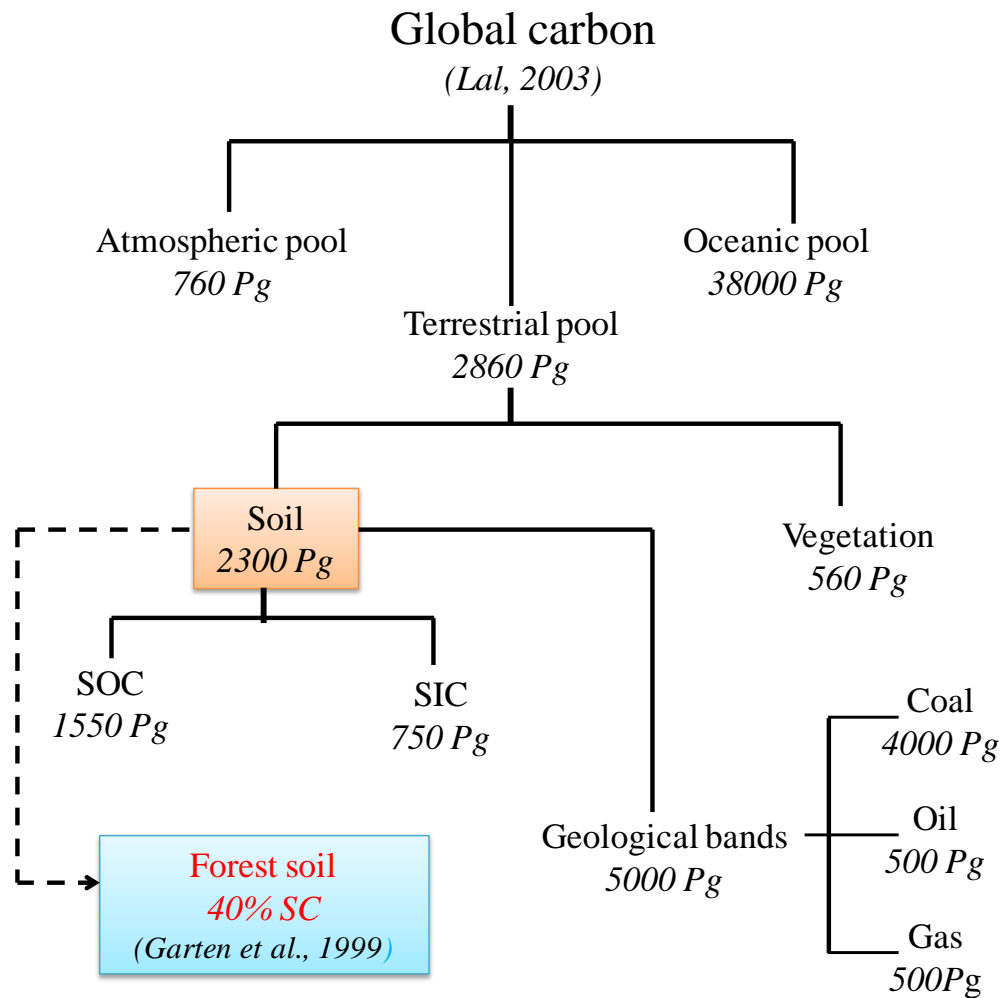 Global carbon
(Lal, 2003)
Atmospheric pool
760 Pg
Oceanic pool
38000 Pg
Terrestrial pool
2860 Pg
Soil
2300 Pg
Vegetation
560 Pg
SOC
1550 Pg
SIC
750 Pg
Coal
4000 Pg
Geological bands
5000 Pg
Oil
500 Pg
Gas
500Pg
Forest soil
40% SC
(Garten et al., 1999)